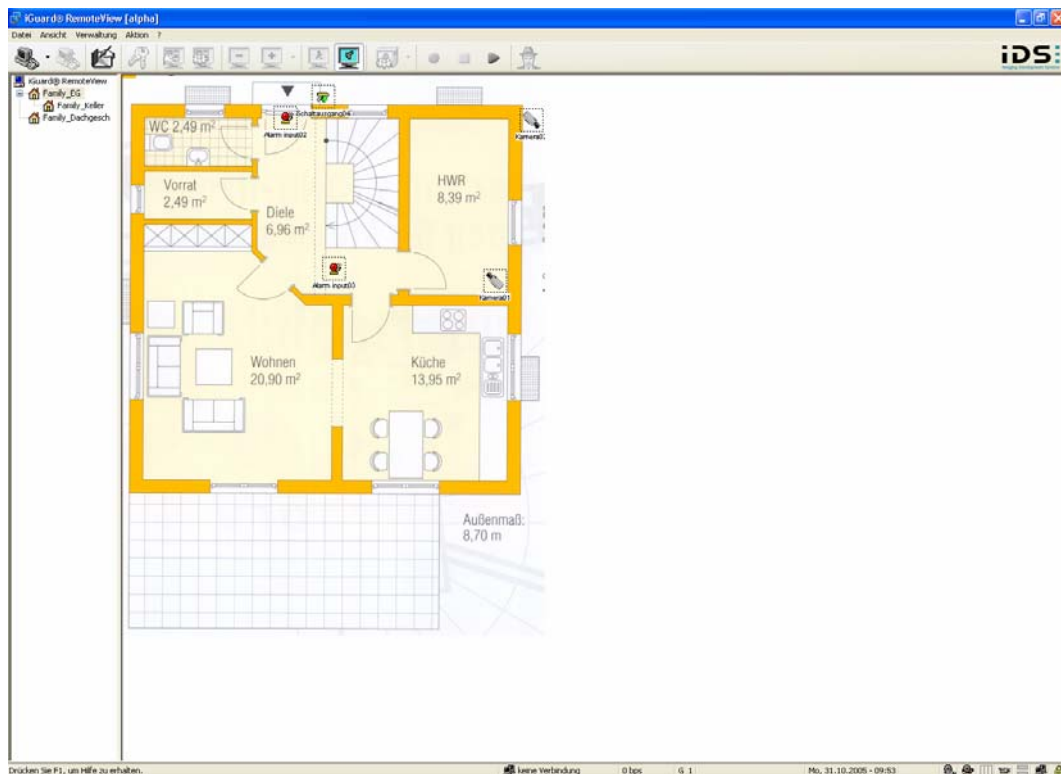 iGuard® RemoteView [alpha]
Datei Ansicht Verwaltung Aktion ?
iDS:
iGuard® RemoteView
Family_EG
Family_Keller
Family_Dachgesch
Schaltausgang04
Alarm input02
Kamera02
WC 2,49 m²
Vorrat
2,49 m²
Diele
6,96 m²
HWR
8,39 m²
Alarm input03
Kamera01
Wohnen
20,90 m²
Küche
13,95 m²
Außenmaß:
8,70 m
Drücken Sie F1, um Hilfe zu erhalten.
keine Verbindung
0 bps
G 1
Mo, 31.10.2005 - 09:53